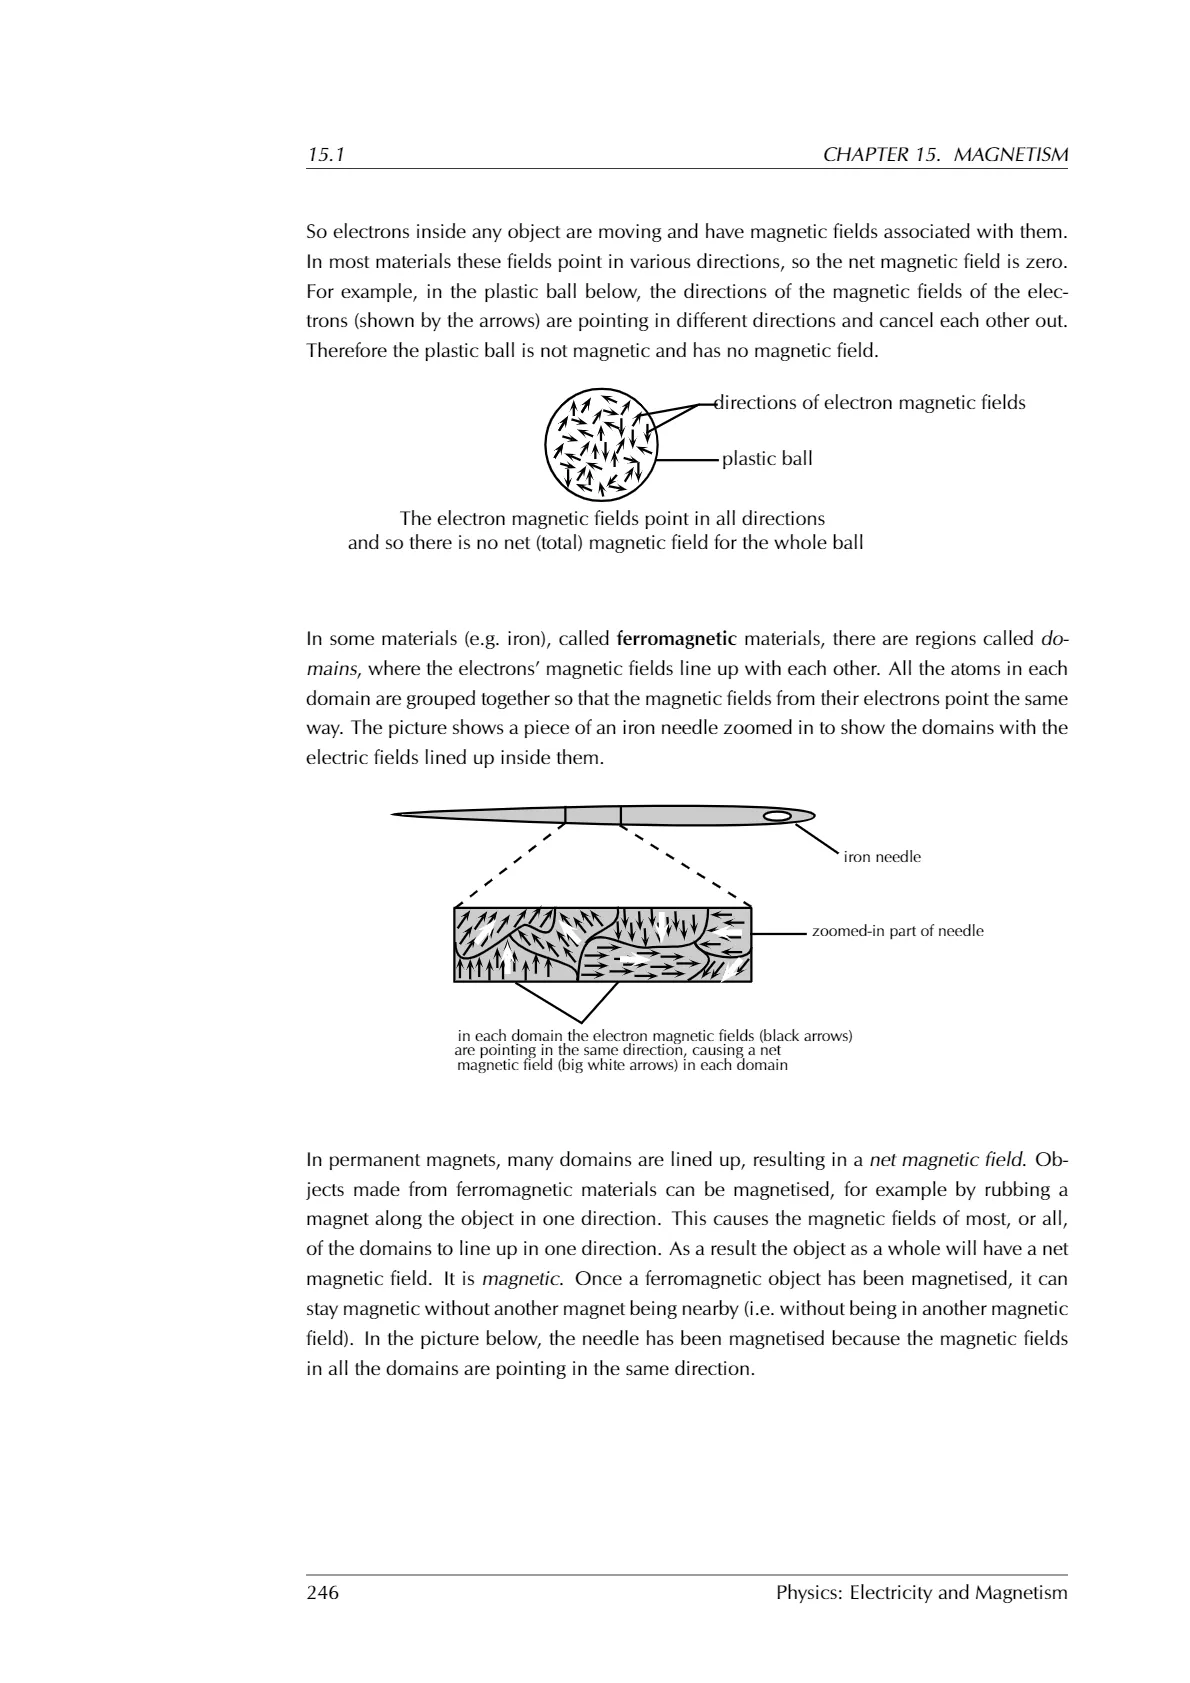 15.1 CHAPTER 15. MAGNETISM
So electrons inside any object are moving and have magnetic fields associated with them.
In most materials these fields point in various directions, so the net magnetic field is zero.
For example, in the plastic ball below, the directions of the magnetic fields of the elec-
trons (shown by the arrows) are pointing in different directions and cancel each other out.
Therefore the plastic ball is not magnetic and has no magnetic field.
directions of electron magnetic fields
plastic ball
The electron magnetic fields point in all directions
and so there is no net (total) magnetic field for the whole ball
In some materials (e.g. iron), called ferromagnetic materials, there are regions called do-
mains, where the electrons’ magnetic fields line up with each other. All the atoms in each
domain are grouped together so that the magnetic fields from their electrons point the same
way. The picture shows a piece of an iron needle zoomed in to show the domains with the
electric fields lined up inside them.
iron needle
zoomed-in part of needle
in each domain the electron magnetic fields (black arrows)
are pointing in the same direction, causing a net
magnetic field (big white arrows) in each domain
In permanent magnets, many domains are lined up, resulting in a net magnetic field. Ob-
jects made from ferromagnetic materials can be magnetised, for example by rubbing a
magnet along the object in one direction. This causes the magnetic fields of most, or all,
of the domains to line up in one direction. As a result the object as a whole will have a net
magnetic field. It is magnetic. Once a ferromagnetic object has been magnetised, it can
stay magnetic without another magnet being nearby (i.e. without being in another magnetic
field). In the picture below, the needle has been magnetised because the magnetic fields
in all the domains are pointing in the same direction.
246 Physics: Electricity and Magnetism